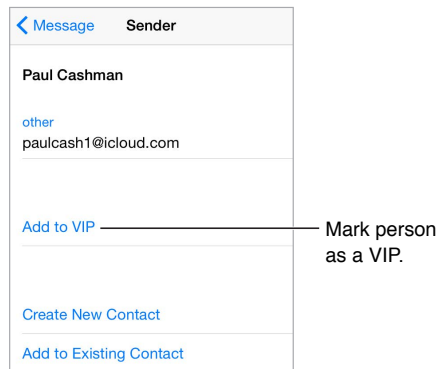 Message Sender
Paul Cashman
other
paulcash1@icloud.com
Add to VIP
Mark person
as a VIP.
Create New Contact
Add to Existing Contact